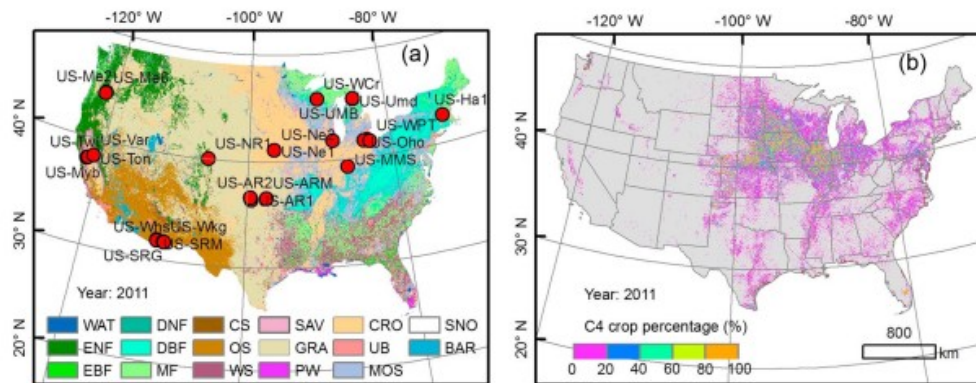 -120° W -100° W -80° W
(a)
US-Me2 US-Me6
US-WCr
US-Umd
US-Ha1
US-UMB
US-WPT
US-Ne2
US-Oho
US-Var
US-NR1
US-Ton
US-Ne1
US-MMS
US-Myb
US-AR2 US-ARM
US-AR1
US-Whs US-Wkg
US-SRM
US-SRG
40° N
30° N
20° N
Year: 2011
WAT DNF CS SAV CRO SNO
ENF DBF OS GRA UB BAR
EBF MF WS PW MOS
-120° W -100° W -80° W
(b)
40° N
30° N
20° N
Year: 2011
C4 crop percentage (%)
0 20 40 60 80 100
800
km